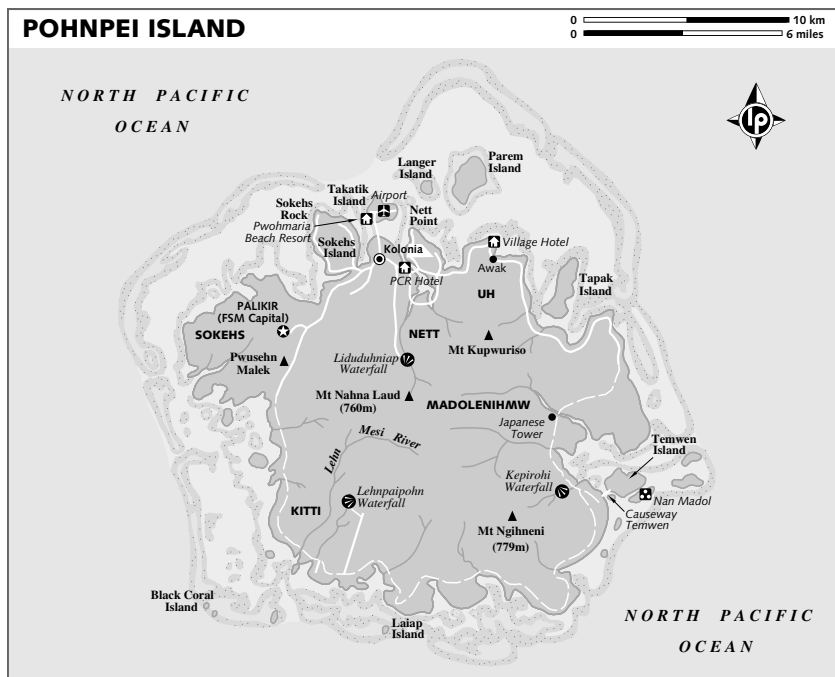 POHNPEI ISLAND
0 10 km
0 6 miles
NORTH PACIFIC
OCEAN
lp
Parem
Island
Langer
Island
Takatik
Island
Airport
Sokehs
Rock
Pwohmaria
Beach Resort
Nett
Point
Sokehs
Island
Kolonia
Village Hotel
Awak
PCR Hotel
Tapak
Island
UH
PALIKIR
(FSM Capital)
SOKEHS
NETT
Mt Kupwuriso
Pwusehn
Malek
Liduduhniap
Waterfall
Mt Nahna Laud
(760m)
MADOLENIHMW
Japanese
Tower
Lehn Mesi River
Temwen
Island
Kepirohi
Waterfall
Lehnpaipohn
Waterfall
Nan Madol
Causeway
Temwen
KITTI
Mt Ngihneni
(779m)
Black Coral
Island
Laiap
Island
NORTH PACIFIC
OCEAN